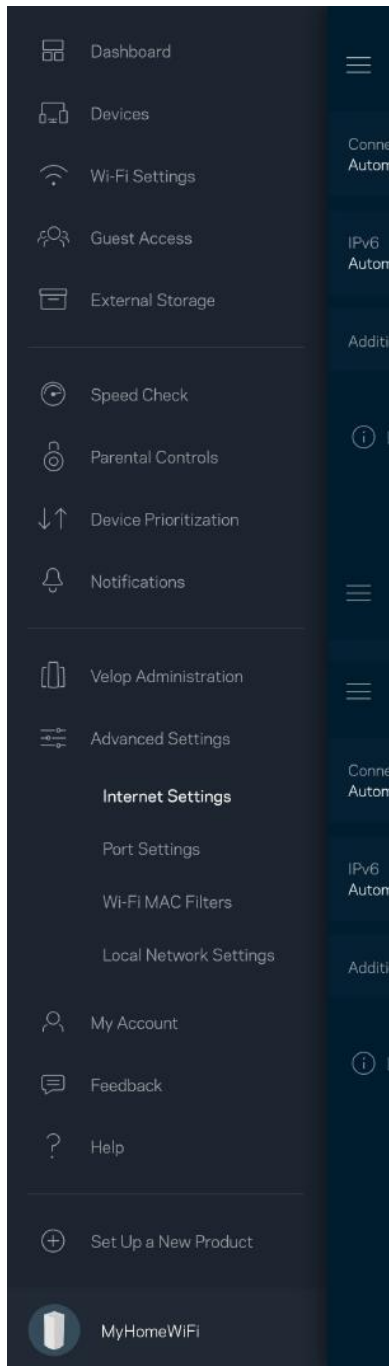 Dashboard
Devices
Wi-Fi Settings
Guest Access
External Storage
Speed Check
Parental Controls
Device Prioritization
Notifications
Velop Administration
Advanced Settings
Internet Settings
Port Settings
Wi-Fi MAC Filters
Local Network Settings
My Account
Feedback
Help
Set Up a New Product
MyHomeWiFi
IPv6
IPv6